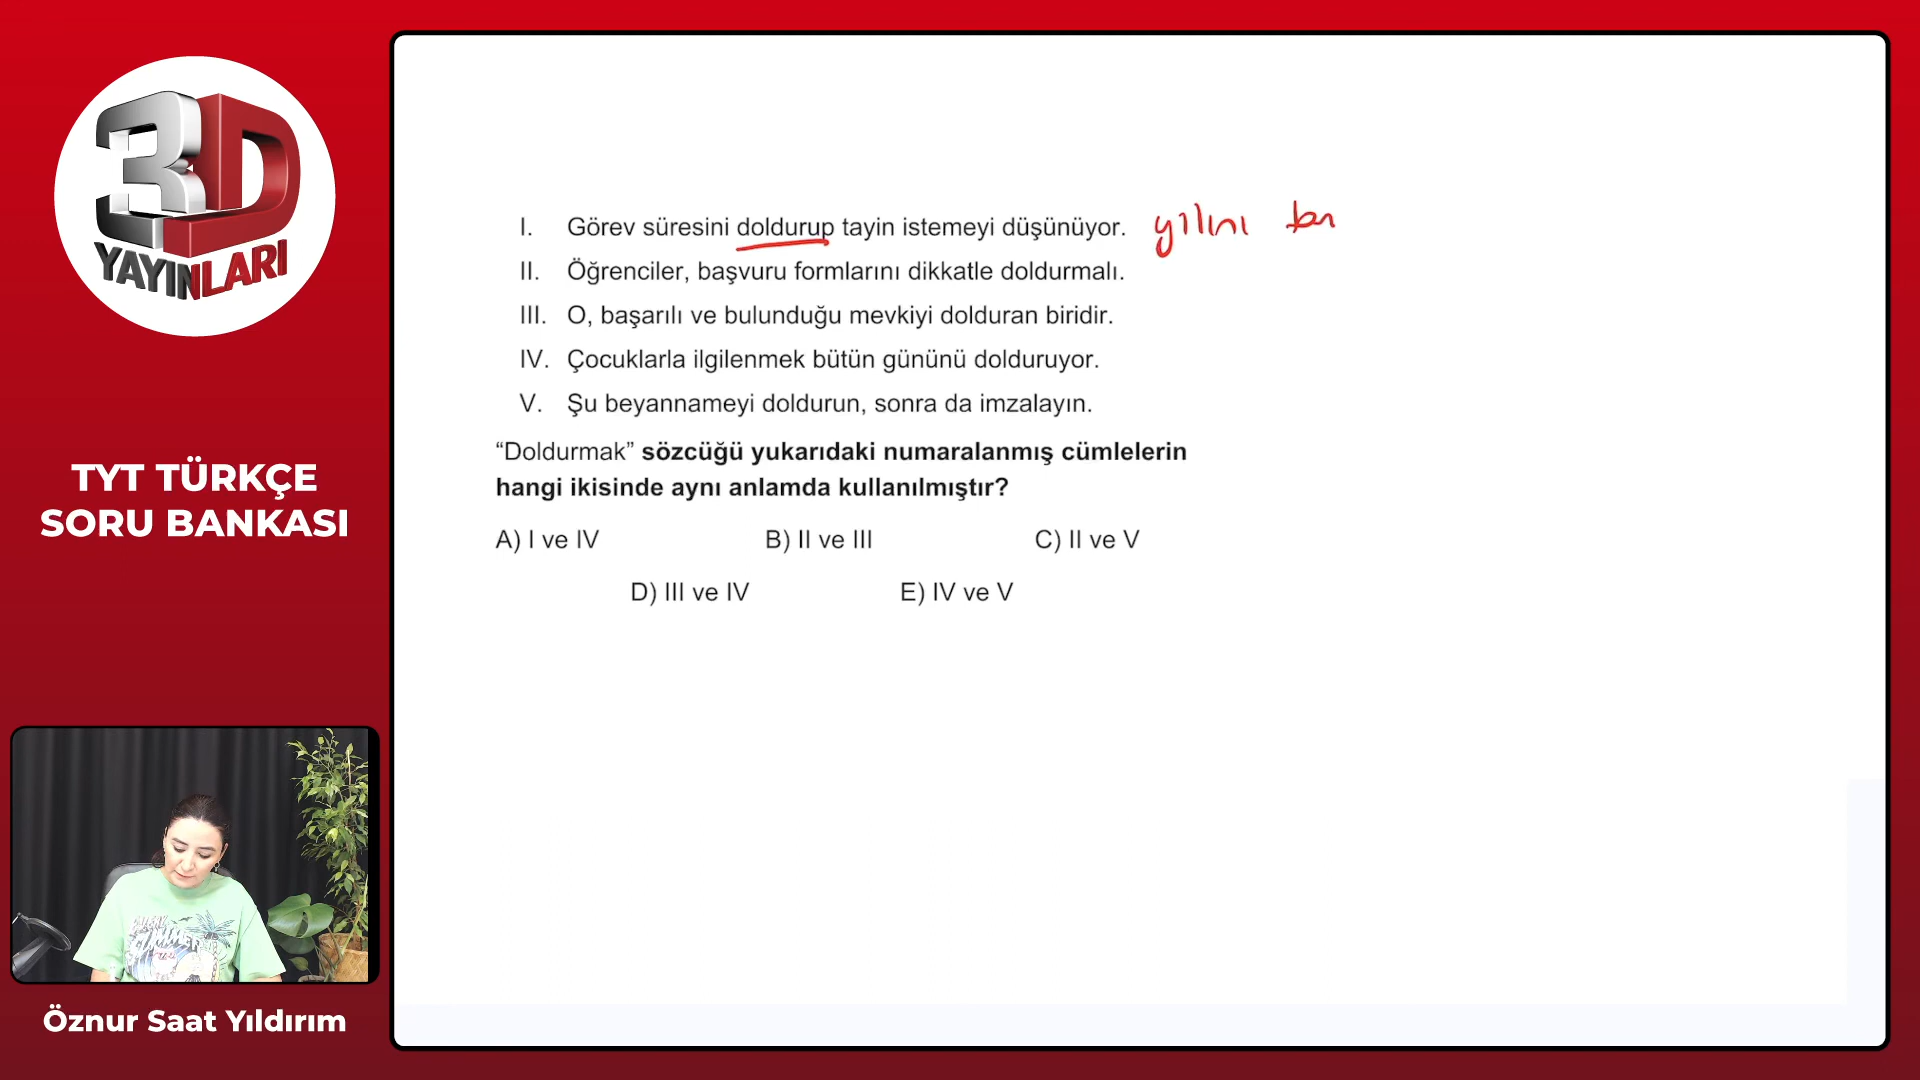 3D
YAYINLARI
TYT TÜRKÇE
SORU BANKASI
Öznur Saat Yıldırım
I. Görev süresini doldurup tayin istemeyi düşünüyor. yılını
II. Öğrenciler, başvuru formlarını dikkatle doldurmalı.
III. O, başarılı ve bulunduğu mevkiyi dolduran biridir.
IV. Çocuklarla ilgilenmek bütün gününü dolduruyor.
V. Şu beyannameyi doldurun, sonra da imzalayın.
“Doldurmak” sözcüğü yukarıdaki numaralanmış cümlelerin
hangi ikisinde aynı anlamda kullanılmıştır?
A) I ve IV B) II ve III C) II ve V
D) III ve IV E) IV ve V